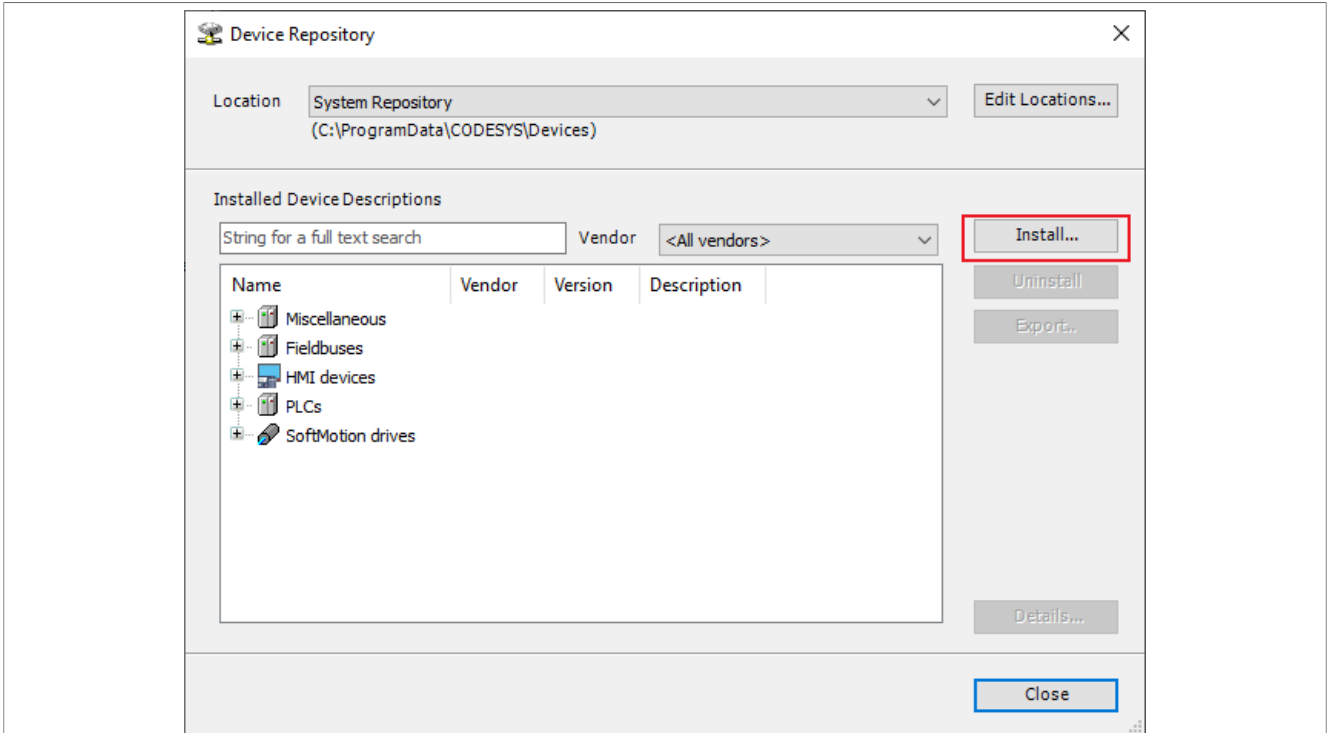 Device Repository
Location System Repository Edit Locations...
(C:\ProgramData\CODESYS\Devices)
Installed Device Descriptions
String for a full text search Vendor <All vendors> Install...
Name Vendor Version Description Uninstall
Miscellaneous Export..
Fieldbuses
HMI devices
PLCs
SoftMotion drives
Details...
Close